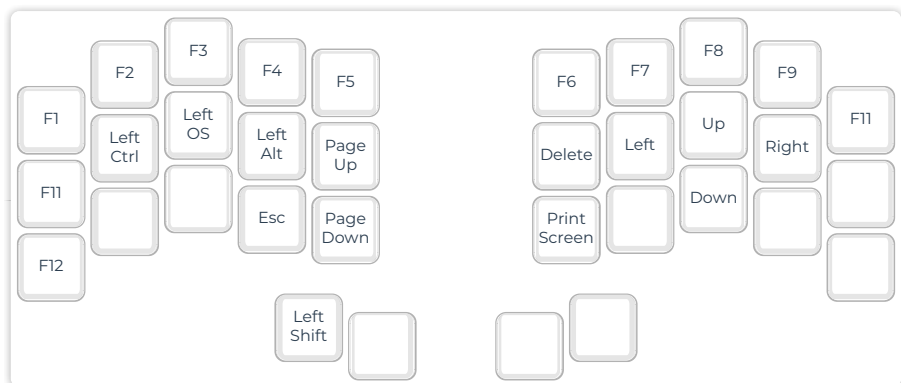 F1
F2
F3
F4
F5
F6
F7
F8
F9
F11
F11
Left
Ctrl
Left
OS
Left
Alt
Page
Up
Delete
Left
Up
Right
F12
Esc
Page
Down
Print
Screen
Down
Left
Shift